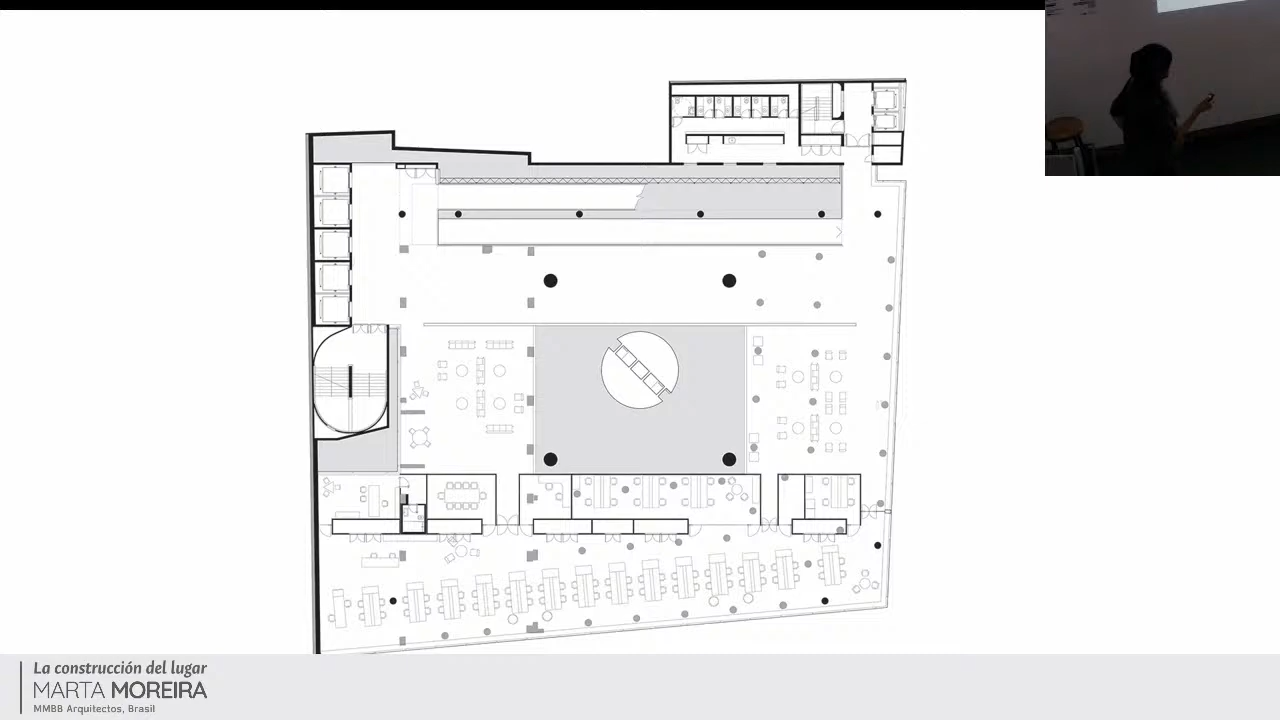 La construcción del lugar
MARTA MOREIRA
MMBB Arquitectos, Brasil